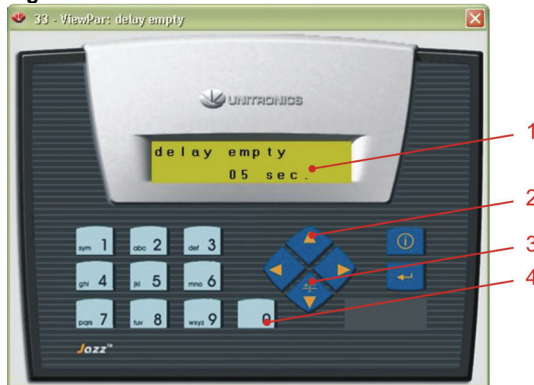 33 - ViewPar: delay empty
UNITRONICS
delay empty
05 sec.
1
2
3
4
sym 1
abc 2
def 3
ghi 4
jkl 5
mno 6
pqrs 7
tuv 8
wxyz 9
0
Jazz™